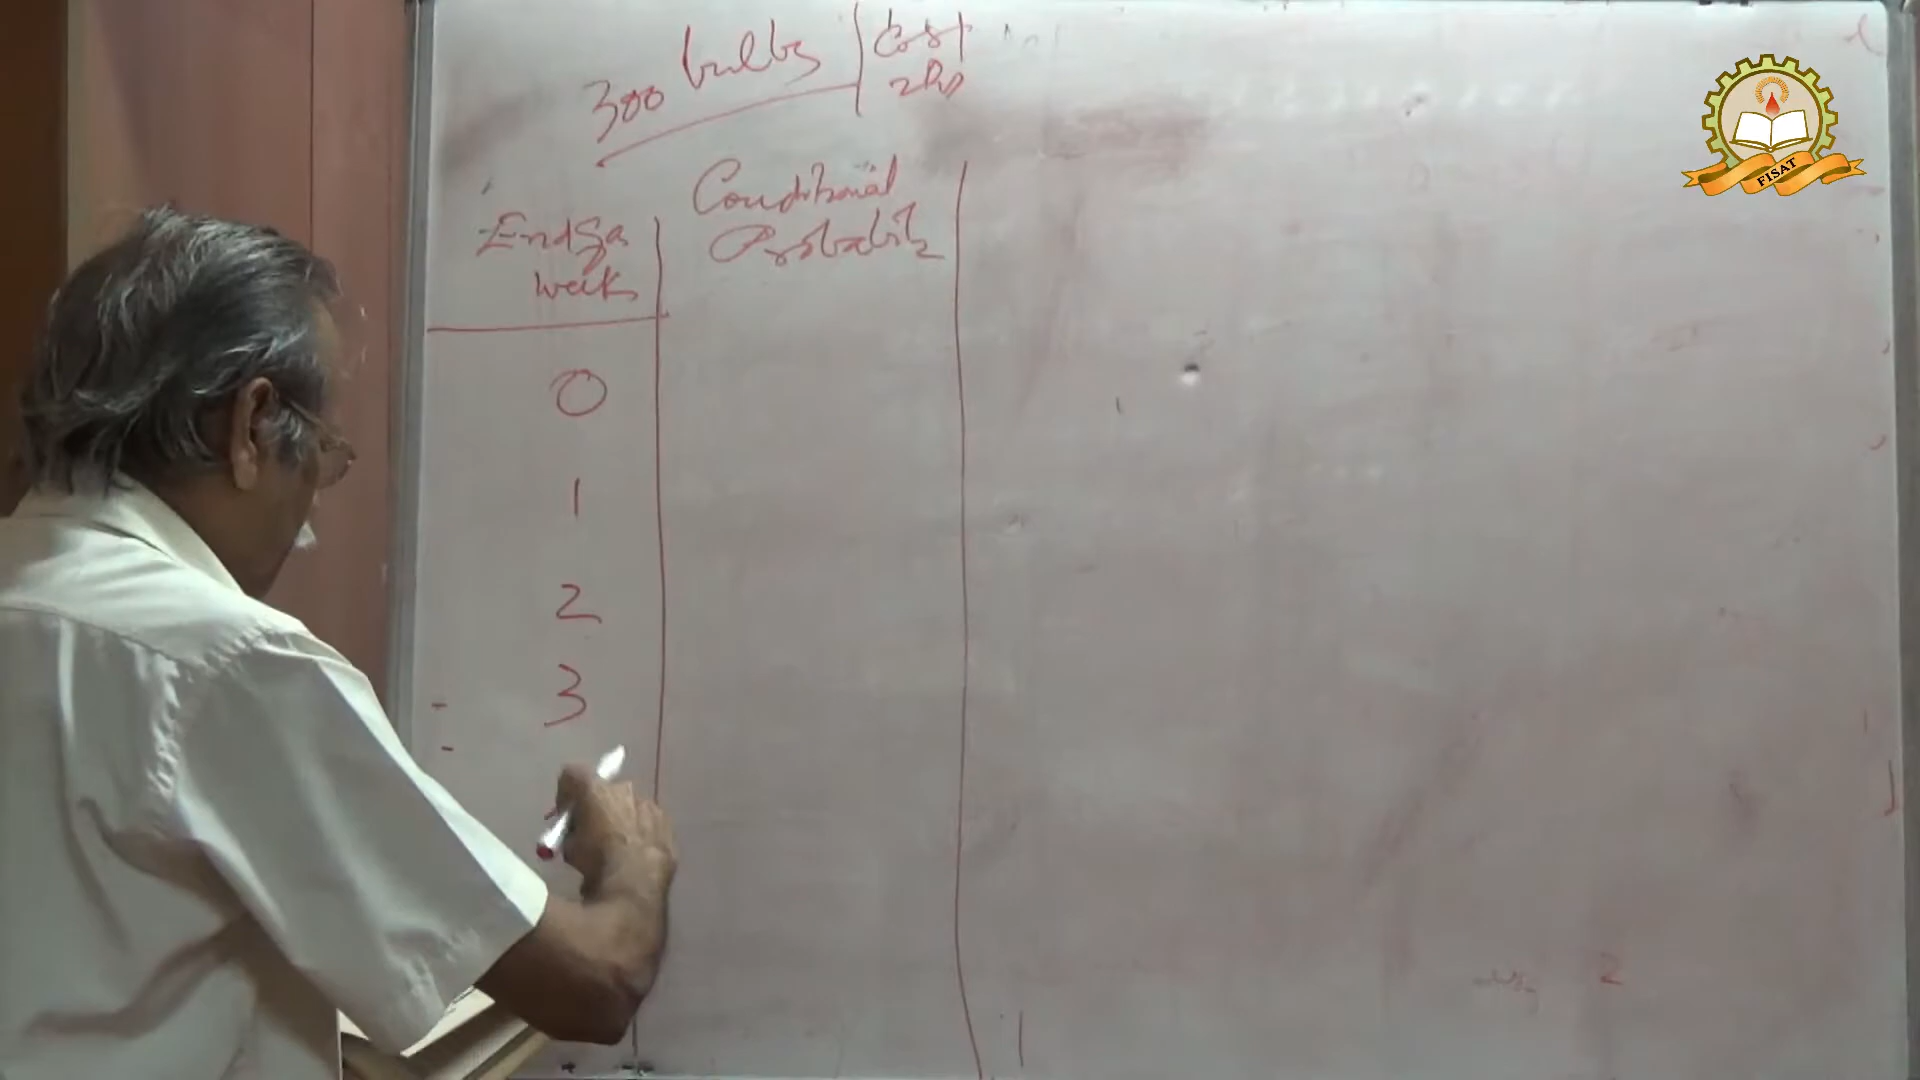 300 bulbs | Cost
2Rs
Conditional
Probability
End of a
week
0
1
2
3
FISAT